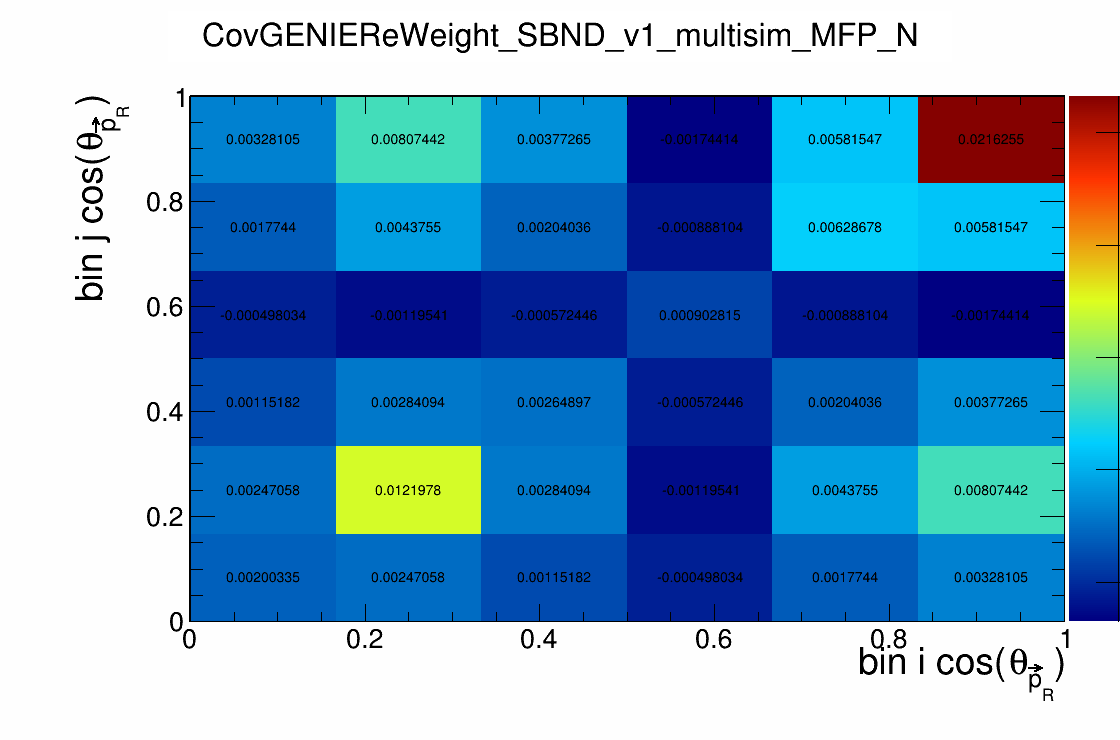 CovGENIEReWeight_SBND_v1_multisim_MFP_N
bin j cos(θ_p⃗_R)
1
0.00328105 0.00807442 0.00377265 -0.00174414 0.00581547 0.0216255
0.8
0.0017744 0.0043755 0.00204036 -0.000888104 0.00628678 0.00581547
0.6
-0.000498034 -0.00119541 -0.000572446 0.000902815 -0.000888104 -0.00174414
0.4
0.00115182 0.00284094 0.00264897 -0.000572446 0.00204036 0.00377265
0.00247058 0.0121978 0.00284094 -0.00119541 0.0043755 0.00807442
0.2
0.00200335 0.00247058 0.00115182 -0.000498034 0.0017744 0.00328105
0
0 0.2 0.4 0.6 0.8 1
bin i cos(θ_p⃗_R)